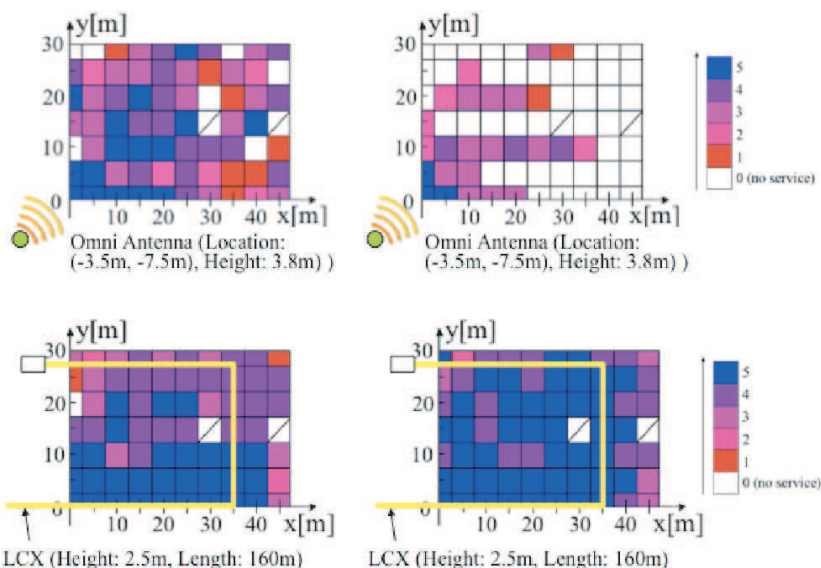 y[m]
30
20
10
0
10 20 30 40
x[m]
Omni Antenna (Location:
(-3.5m, -7.5m), Height: 3.8m) )
y[m]
30
20
10
0
10 20 30 40
x[m]
Omni Antenna (Location:
(-3.5m, -7.5m), Height: 3.8m) )
5
4
3
2
1
0 (no service)
y[m]
30
20
10
0
10 20 30 40
x[m]
LCX (Height: 2.5m, Length: 160m)
y[m]
30
20
10
0
10 20 30 40
x[m]
LCX (Height: 2.5m, Length: 160m)
5
4
3
2
1
0 (no service)